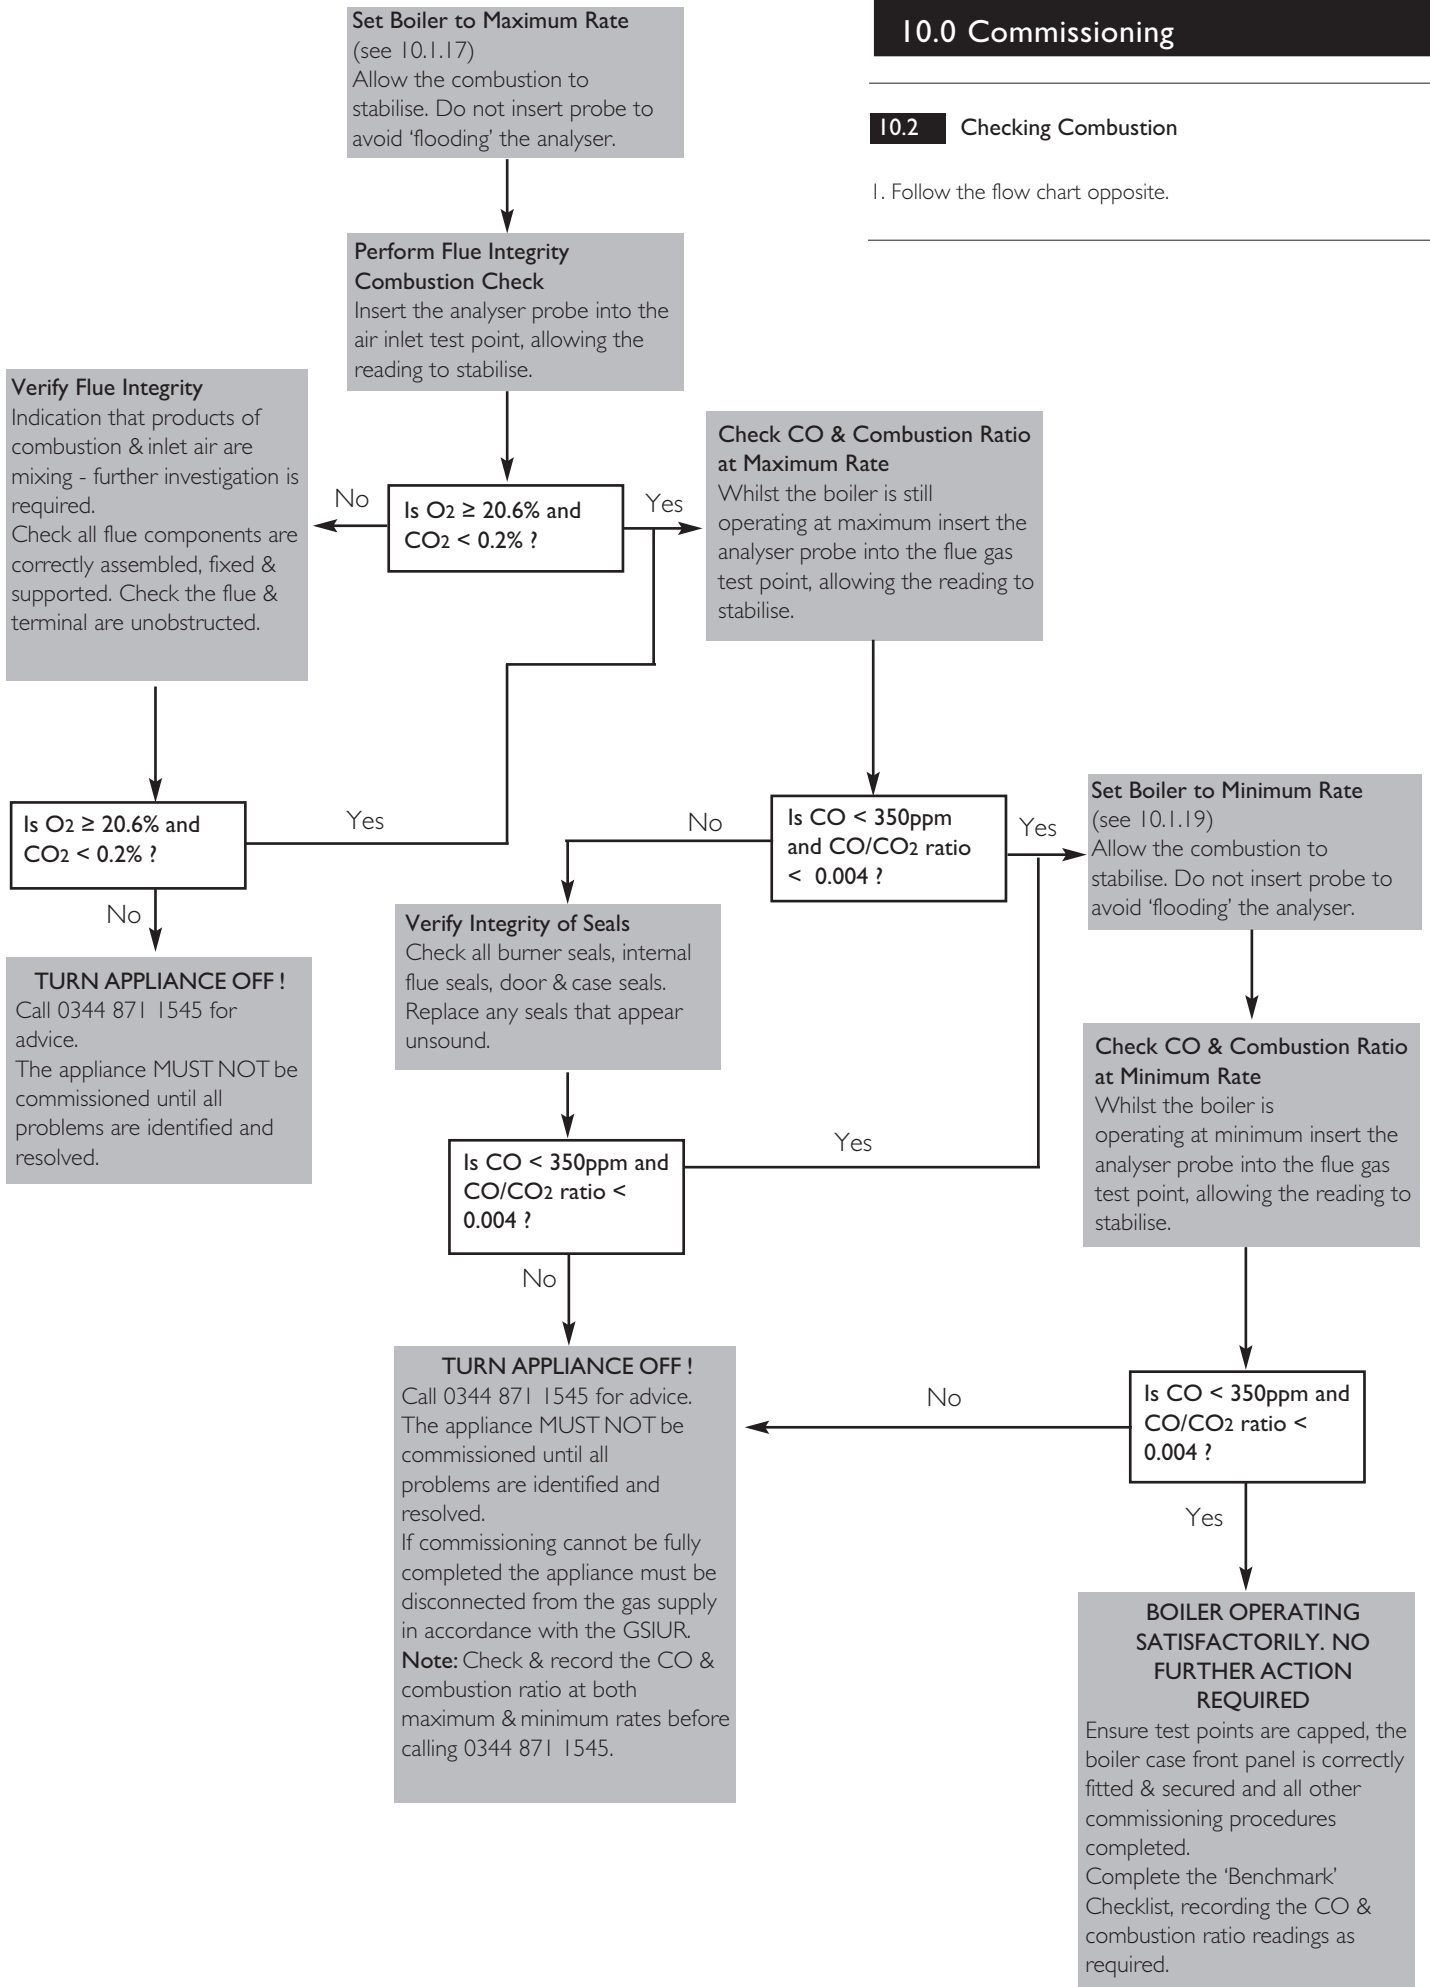 10.0 Commissioning
10.2 Checking Combustion
1. Follow the flow chart opposite.
Set Boiler to Maximum Rate
(see 10.1.17)
Allow the combustion to
stabilise. Do not insert probe to
avoid ‘flooding’ the analyser.
Perform Flue Integrity
Combustion Check
Insert the analyser probe into the
air inlet test point, allowing the
reading to stabilise.
Is O2 ≥ 20.6% and
CO2 < 0.2% ?
No
Yes
Verify Flue Integrity
Indication that products of
combustion & inlet air are
mixing - further investigation is
required.
Check all flue components are
correctly assembled, fixed &
supported. Check the flue &
terminal are unobstructed.
Is O2 ≥ 20.6% and
CO2 < 0.2% ?
Yes
No
TURN APPLIANCE OFF !
Call 0344 871 1545 for
advice.
The appliance MUST NOT be
commissioned until all
problems are identified and
resolved.
Check CO & Combustion Ratio
at Maximum Rate
Whilst the boiler is still
operating at maximum insert the
analyser probe into the flue gas
test point, allowing the reading to
stabilise.
Is CO < 350ppm
and CO/CO2 ratio
< 0.004 ?
No
Yes
Verify Integrity of Seals
Check all burner seals, internal
flue seals, door & case seals.
Replace any seals that appear
unsound.
Is CO < 350ppm and
CO/CO2 ratio <
0.004 ?
Yes
No
TURN APPLIANCE OFF !
Call 0344 871 1545 for advice.
The appliance MUST NOT be
commissioned until all
problems are identified and
resolved.
If commissioning cannot be fully
completed the appliance must be
disconnected from the gas supply
in accordance with the GSIUR.
Note: Check & record the CO &
combustion ratio at both
maximum & minimum rates before
calling 0344 871 1545.
Set Boiler to Minimum Rate
(see 10.1.19)
Allow the combustion to
stabilise. Do not insert probe to
avoid ‘flooding’ the analyser.
Check CO & Combustion Ratio
at Minimum Rate
Whilst the boiler is
operating at minimum insert the
analyser probe into the flue gas
test point, allowing the reading to
stabilise.
Is CO < 350ppm and
CO/CO2 ratio <
0.004 ?
No
Yes
BOILER OPERATING
SATISFACTORILY. NO
FURTHER ACTION
REQUIRED
Ensure test points are capped, the
boiler case front panel is correctly
fitted & secured and all other
commissioning procedures
completed.
Complete the ‘Benchmark’
Checklist, recording the CO &
combustion ratio readings as
required.